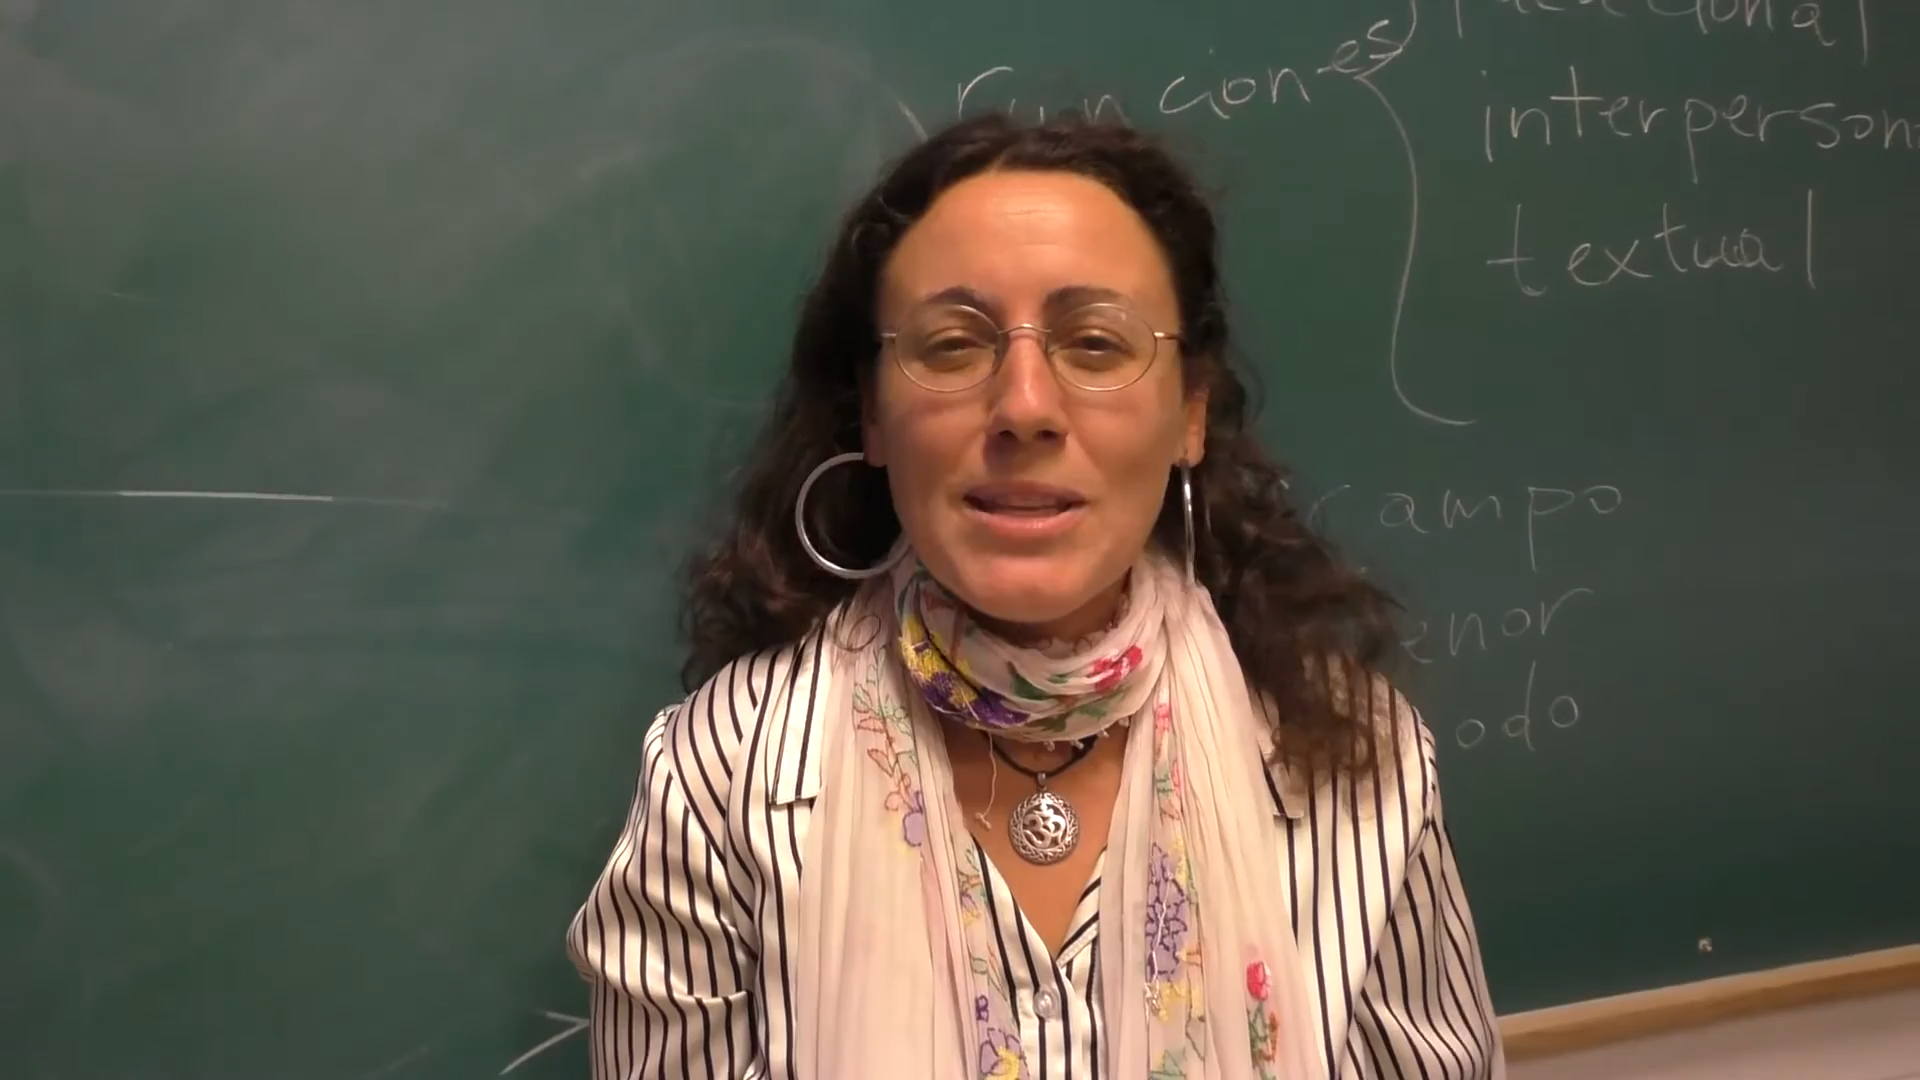 funciones
interperson
textual
campo
enor
odo